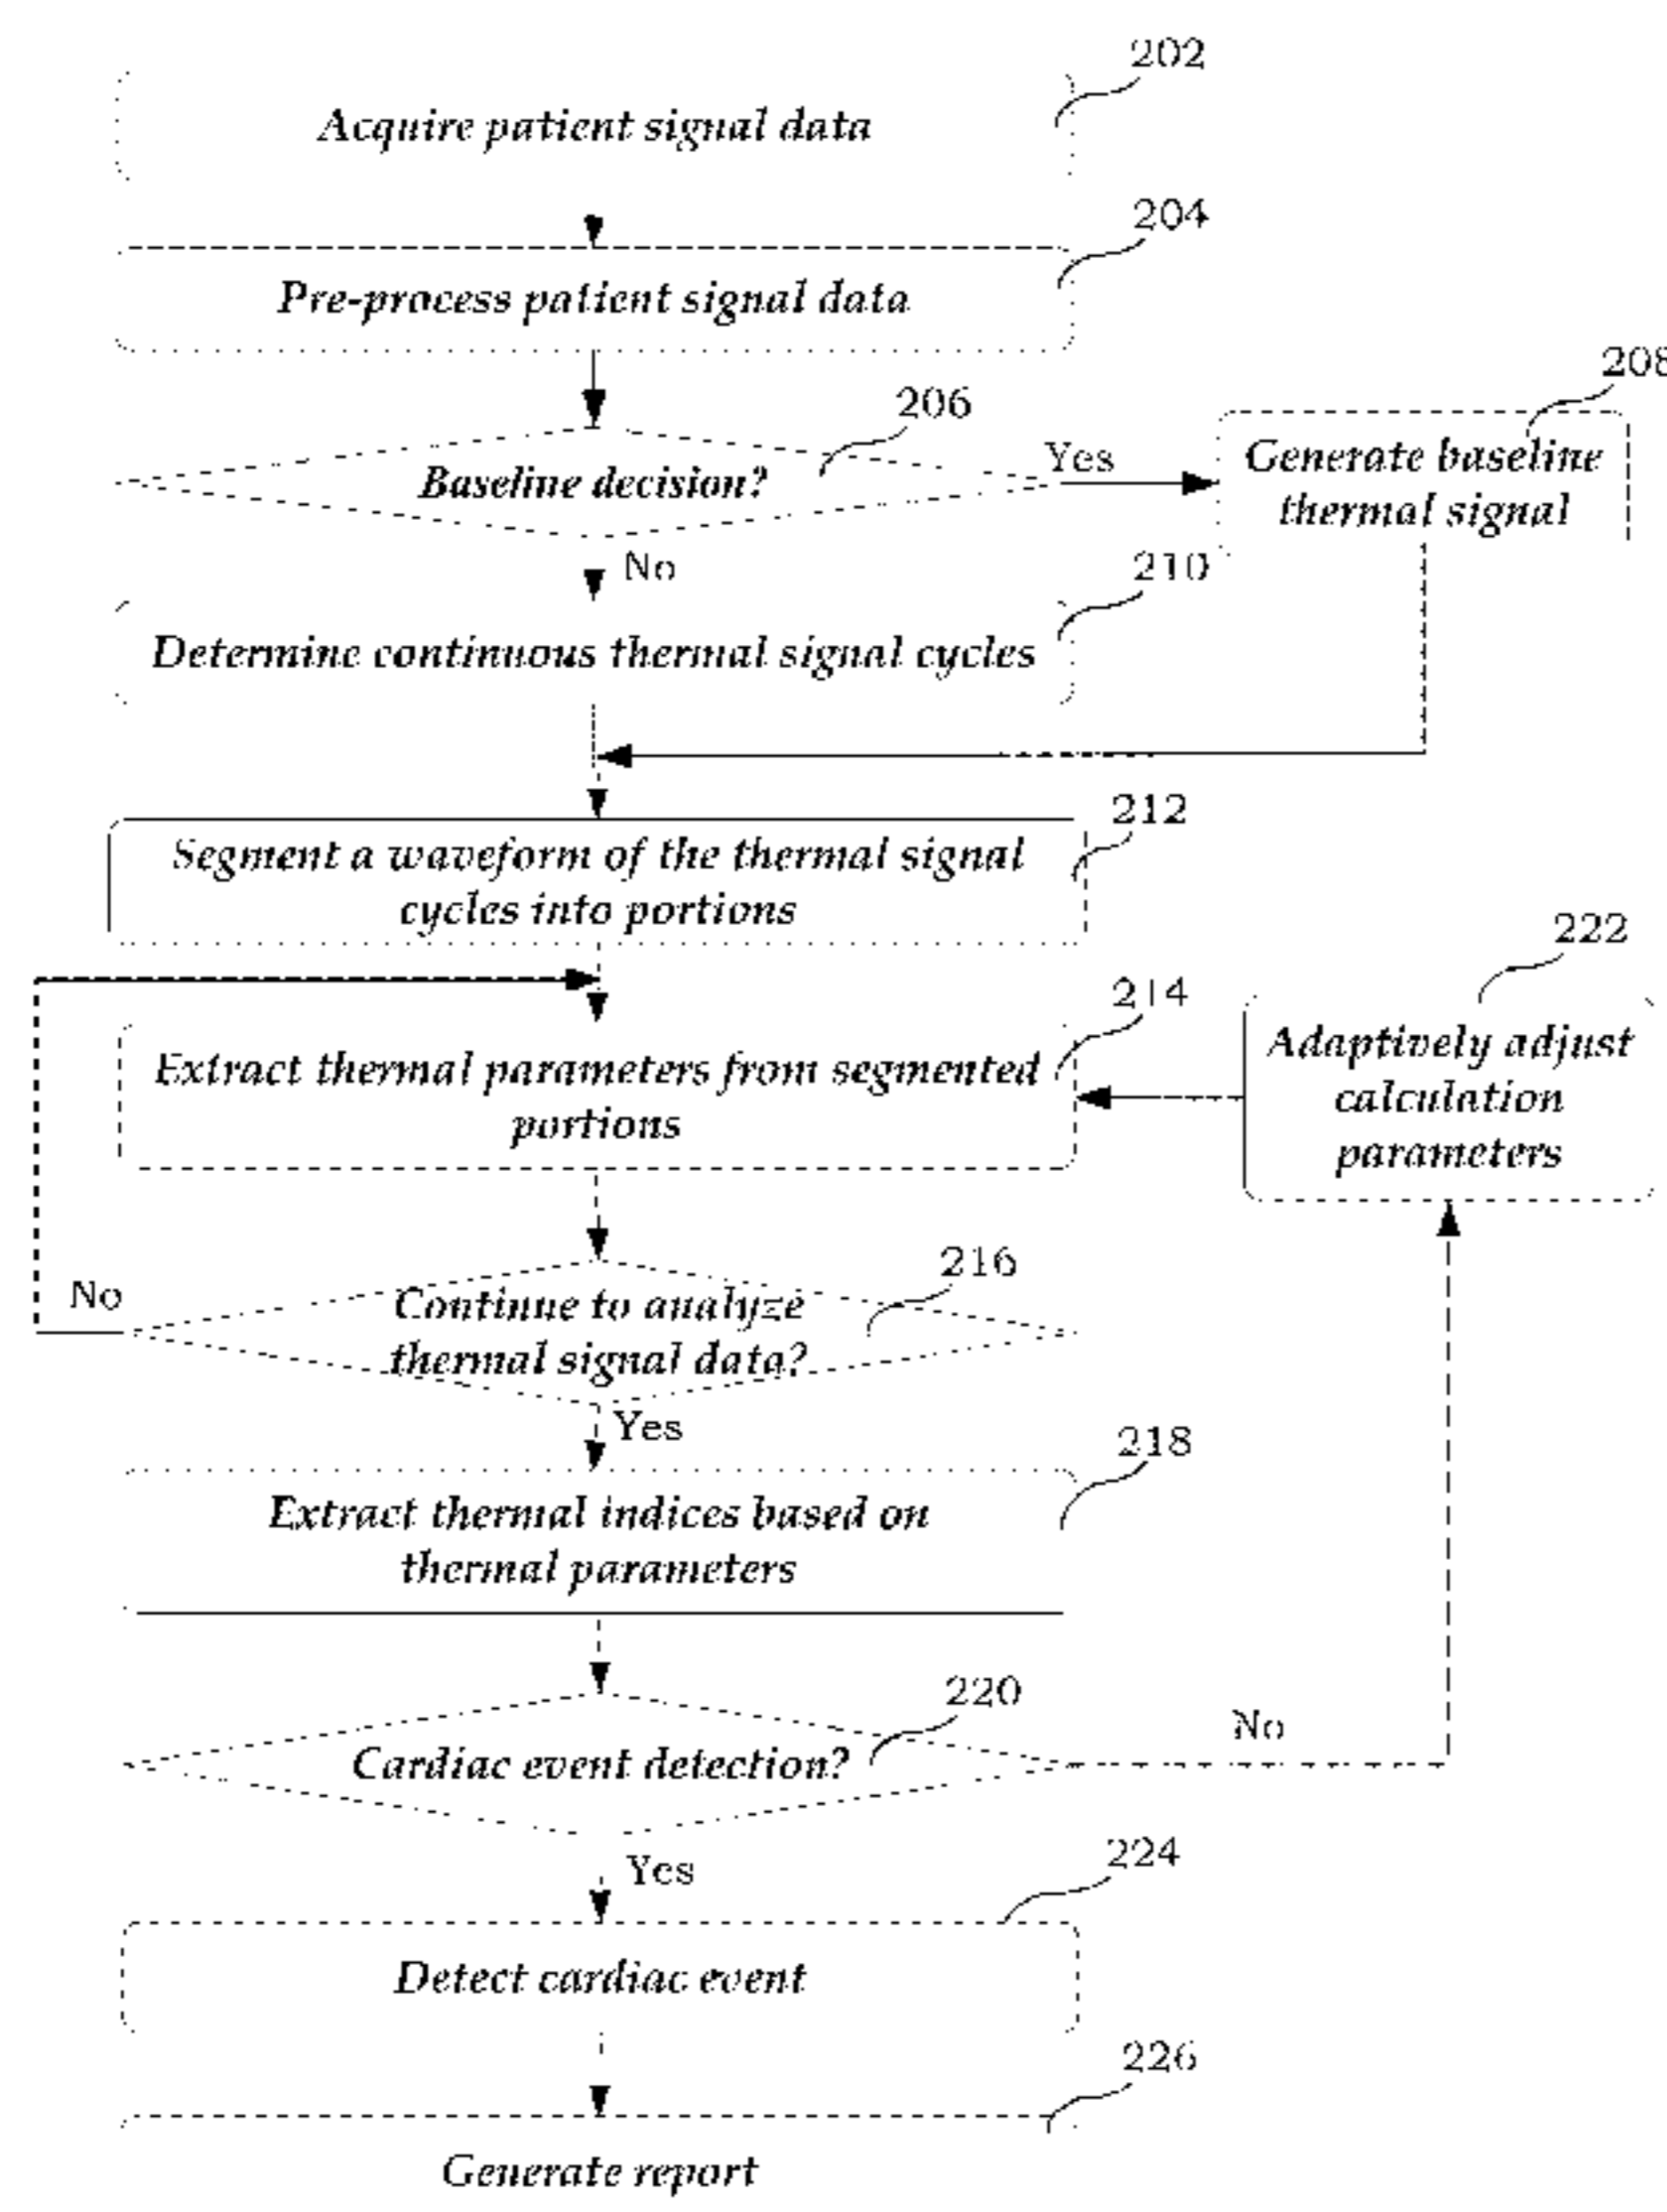 202
Acquire patient signal data
204
Pre-process patient signal data
206
Baseline decision?
Yes
208
Generate baseline
thermal signal
No
210
Determine continuous thermal signal cycles
212
Segment a waveform of the thermal signal
cycles into portions
214
Extract thermal parameters from segmented
portions
222
Adaptively adjust
calculation
parameters
216
Continue to analyze
thermal signal data?
No
Yes
218
Extract thermal indices based on
thermal parameters
220
Cardiac event detection?
No
Yes
224
Detect cardiac event
226
Generate report